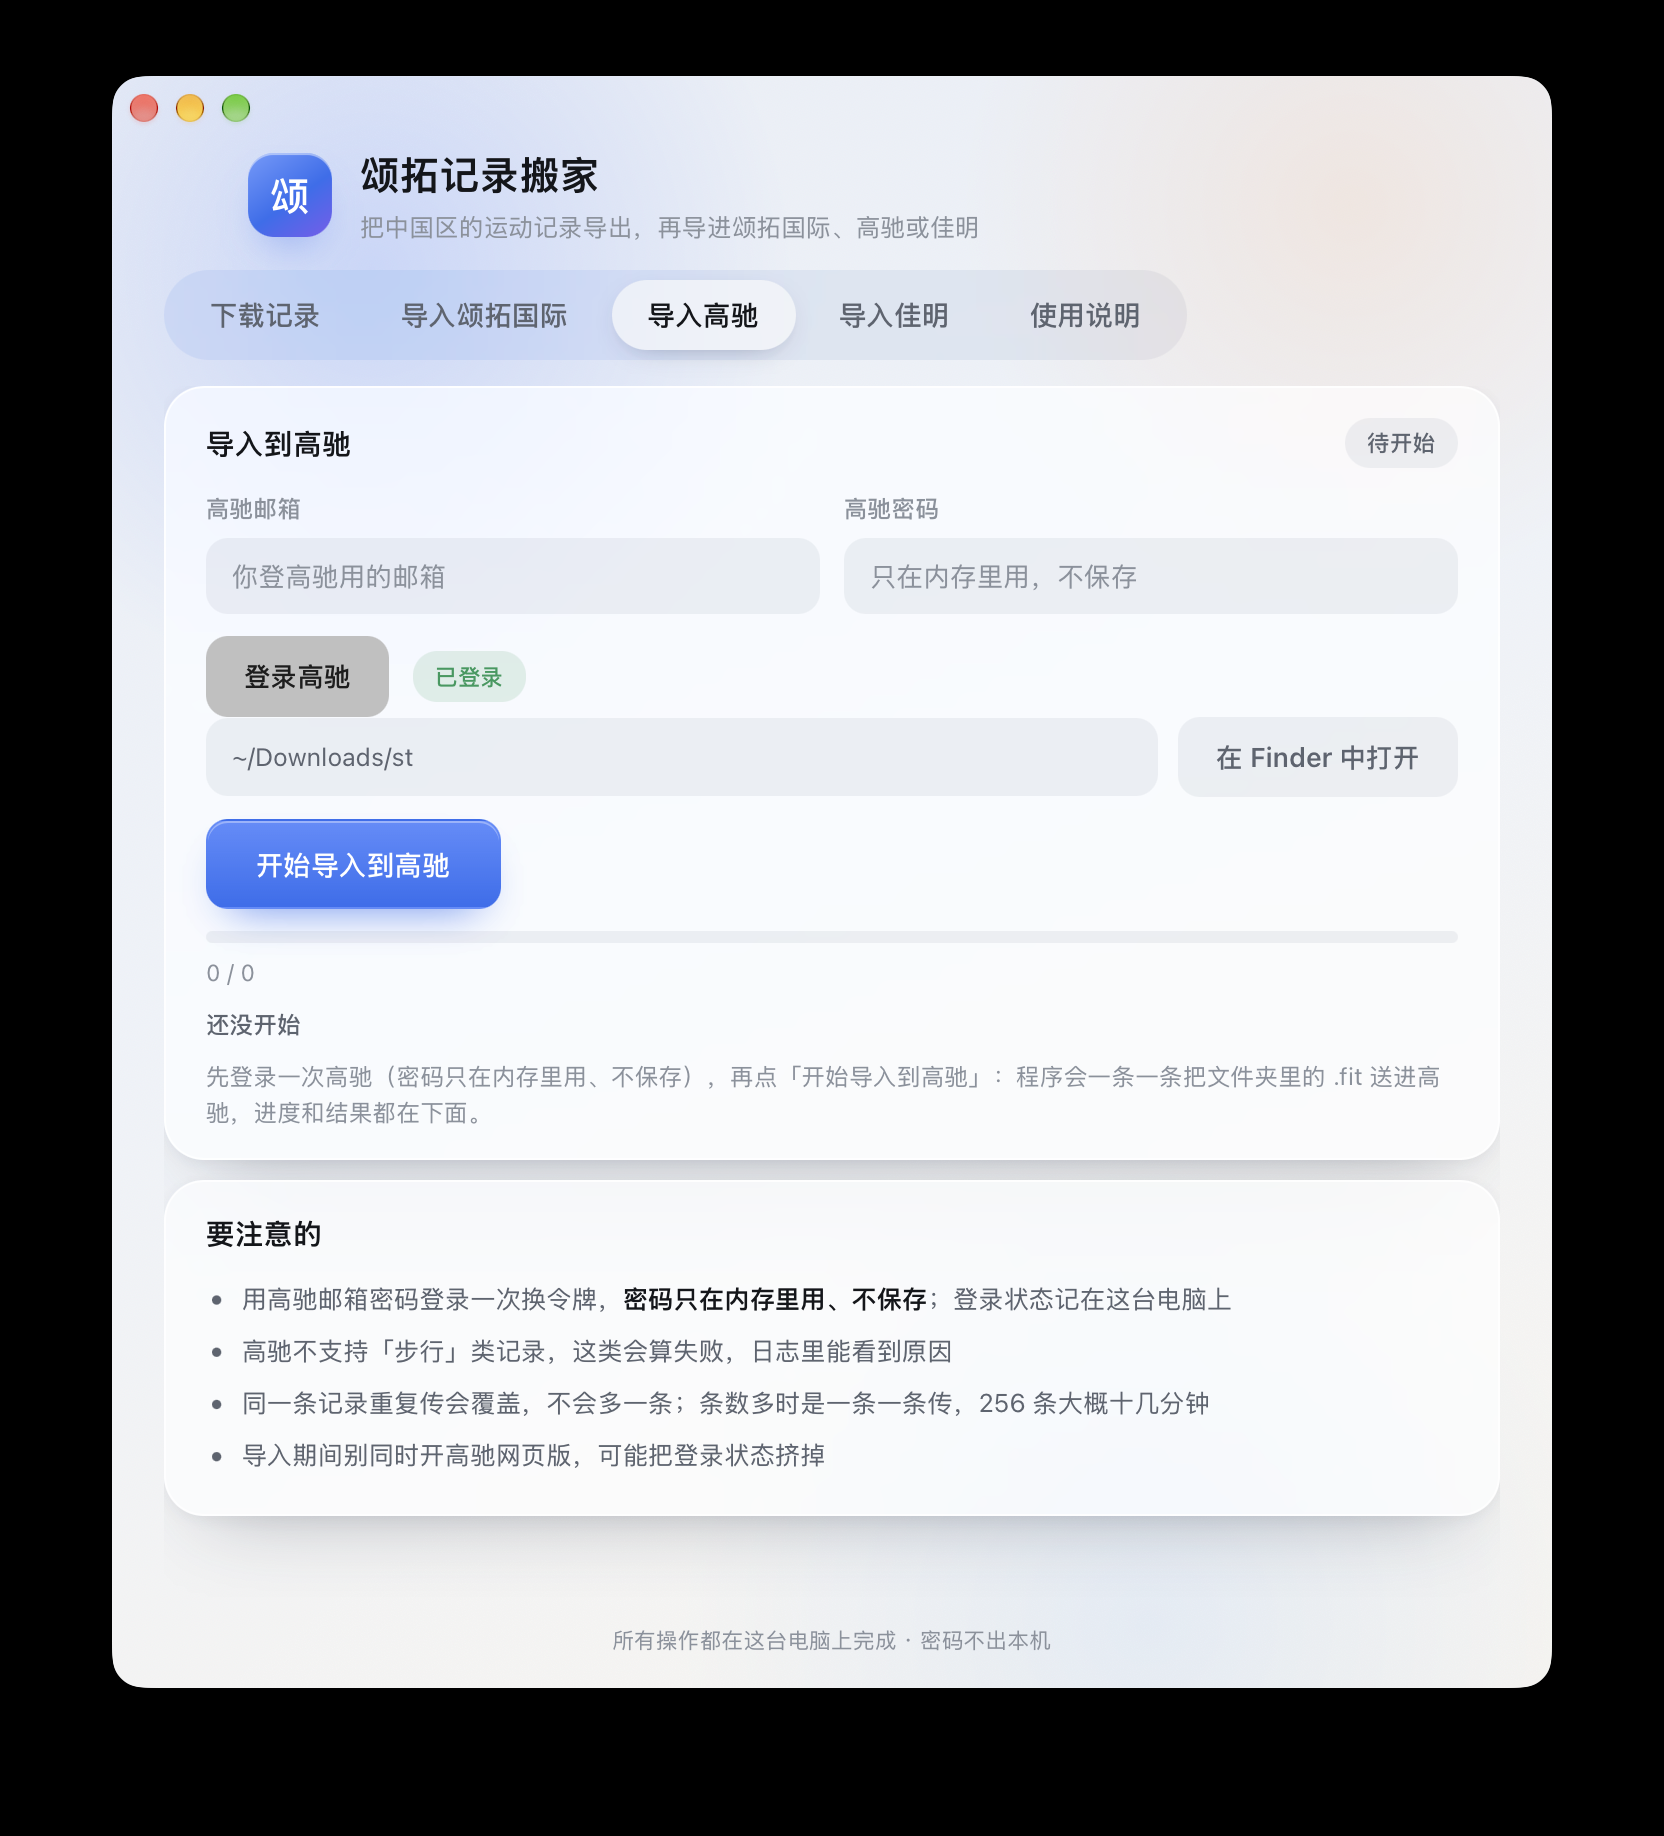 颂
颂拓记录搬家
把中国区的运动记录导出，再导进颂拓国际、高驰或佳明
下载记录 导入颂拓国际 导入高驰 导入佳明 使用说明
导入到高驰 待开始
高驰邮箱 高驰密码
你登高驰用的邮箱 只在内存里用，不保存
登录高驰 已登录
~/Downloads/st 在 Finder 中打开
开始导入到高驰
0 / 0
还没开始
先登录一次高驰（密码只在内存里用、不保存），再点「开始导入到高驰」：程序会一条一条把文件夹里的 .fit 送进高
驰，进度和结果都在下面。
要注意的
• 用高驰邮箱密码登录一次换令牌，密码只在内存里用、不保存；登录状态记在这台电脑上
• 高驰不支持「步行」类记录，这类会算失败，日志里能看到原因
• 同一条记录重复传会覆盖，不会多一条；条数多时是一条一条传，256 条大概十几分钟
• 导入期间别同时开高驰网页版，可能把登录状态挤掉
所有操作都在这台电脑上完成 · 密码不出本机